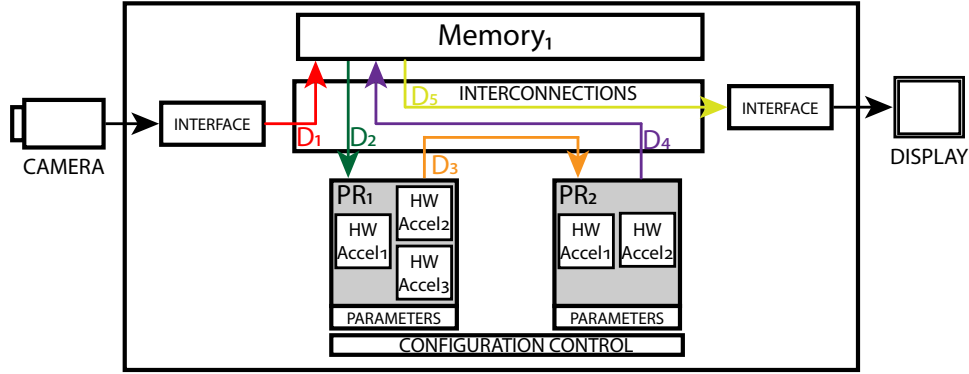 Memory₁
INTERCONNECTIONS
D₅
INTERFACE
INTERFACE
CAMERA
DISPLAY
D₁
D₂
D₃
D₄
PR₁
HW
Accel₁
HW
Accel₂
HW
Accel₃
PARAMETERS
PR₂
HW
Accel₁
HW
Accel₂
PARAMETERS
CONFIGURATION CONTROL